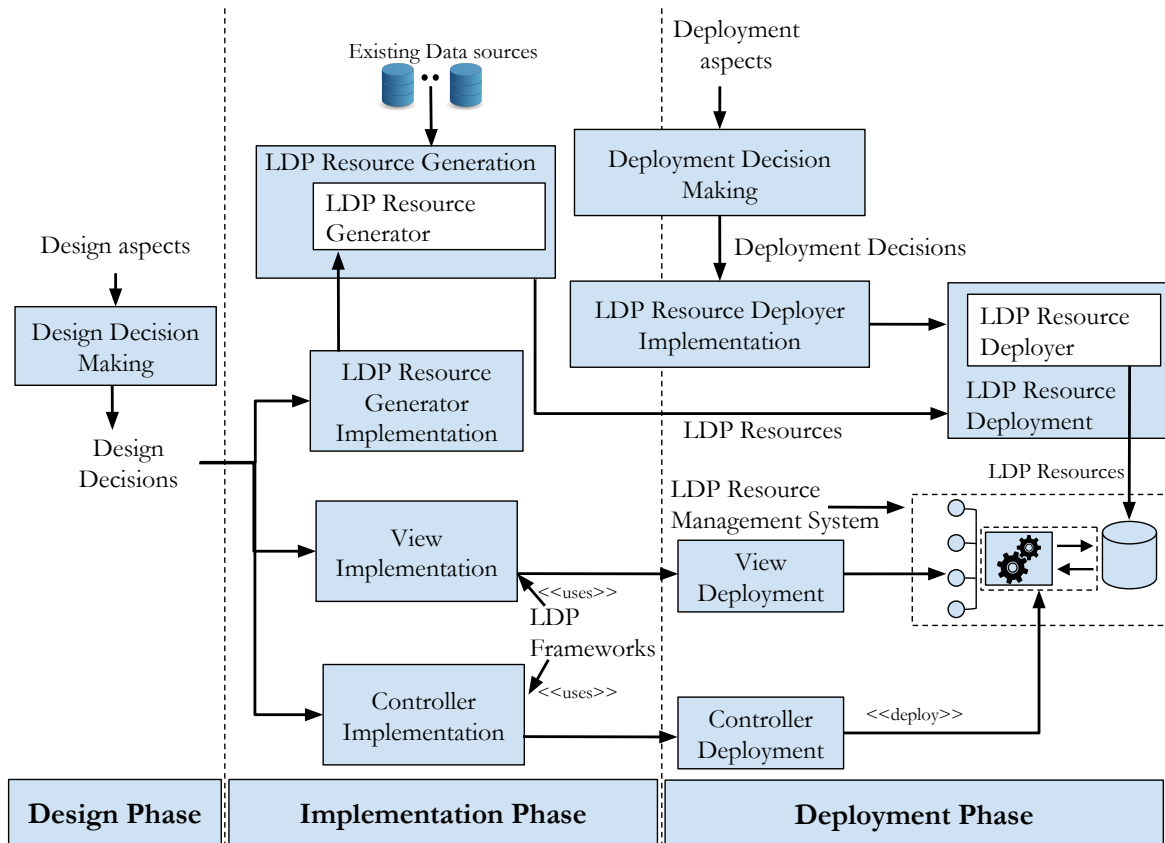 Existing Data sources
Deployment
aspects
LDP Resource Generation
LDP Resource
Generator
Deployment Decision
Making
Design aspects
Deployment Decisions
Design Decision
Making
LDP Resource Deployer
Implementation
LDP Resource
Deployer
LDP Resource
Generator
Implementation
LDP Resource
Deployment
Design
Decisions
LDP Resources
LDP Resources
LDP Resource
Management System
View
Implementation
View
Deployment
<<uses>>
LDP
Frameworks
<<uses>>
Controller
Implementation
Controller
Deployment
<<deploy>>
Design Phase
Implementation Phase
Deployment Phase